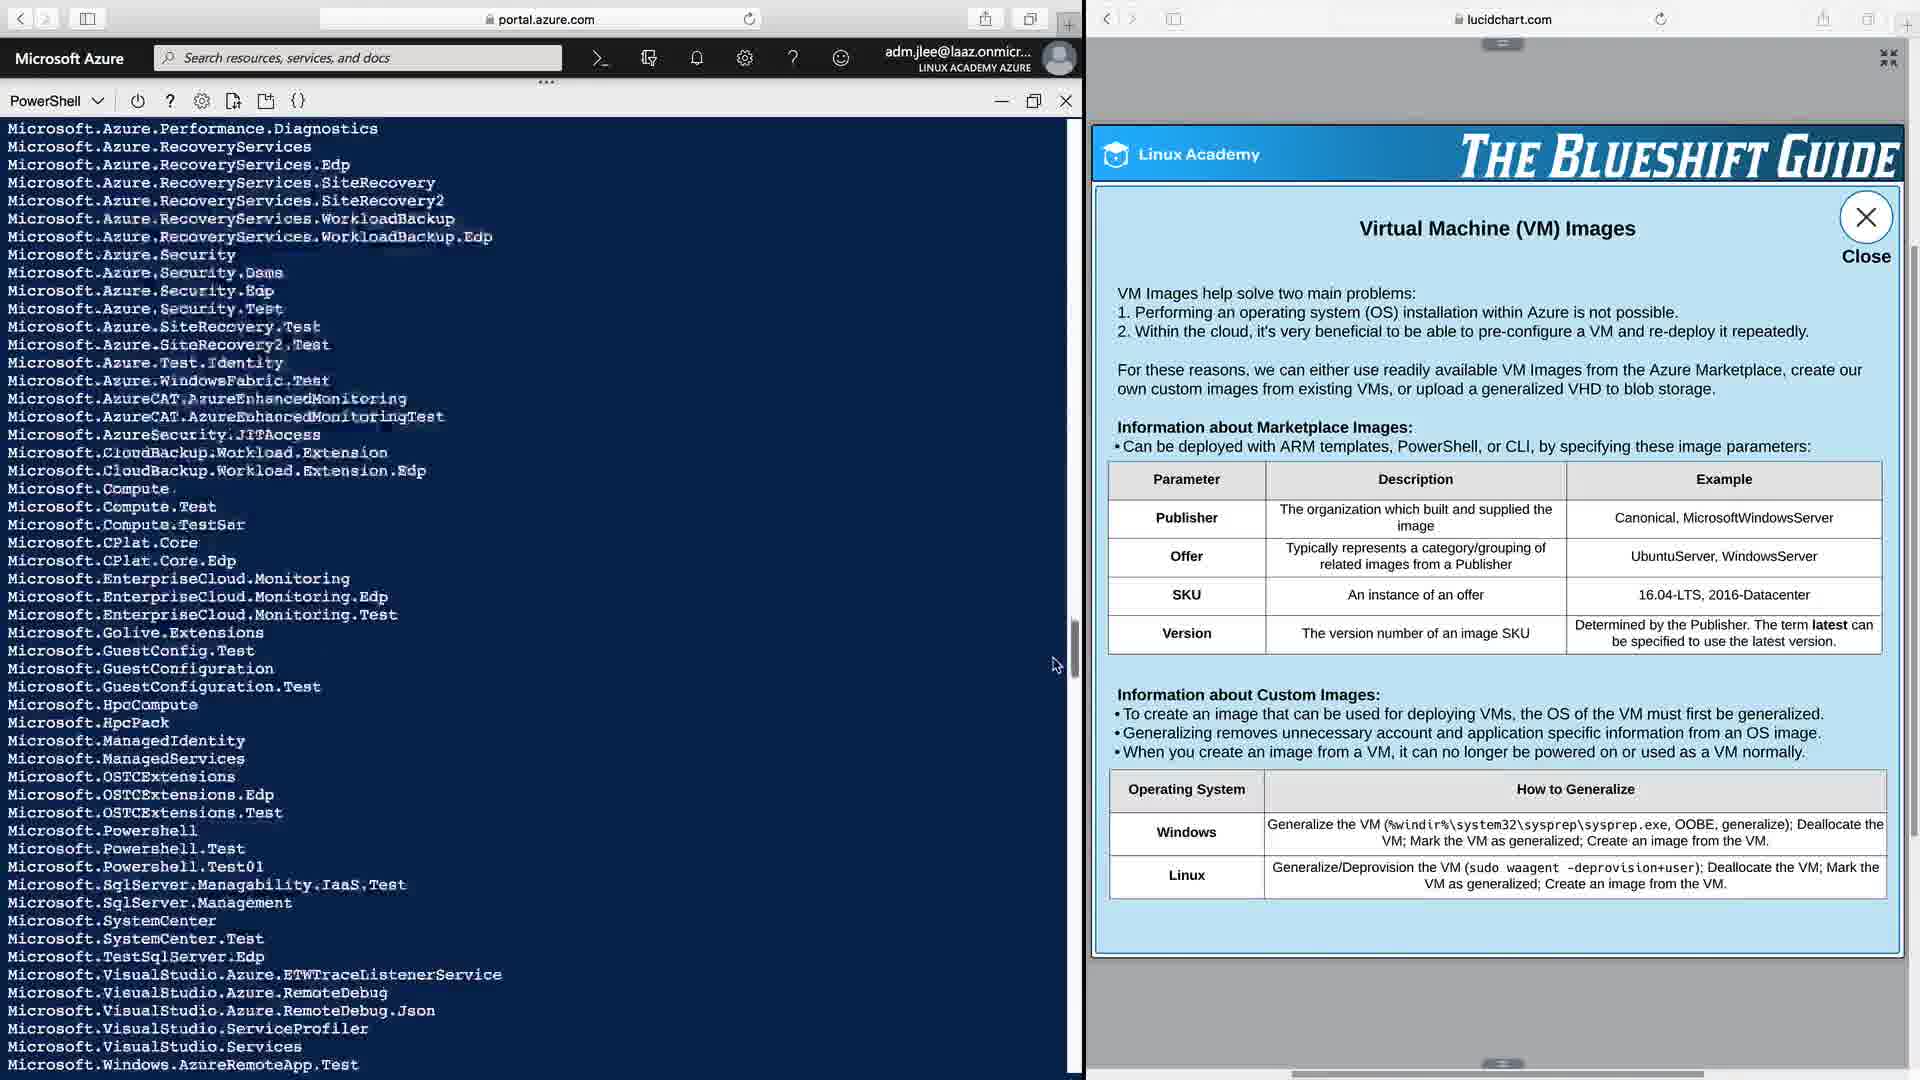 portal.azure.com
Microsoft Azure
Search resources, services, and docs
adm.jlee@laaz.onmicr...
LINUX ACADEMY AZURE
PowerShell
Microsoft.Azure.Performance.Diagnostics
Microsoft.Azure.RecoveryServices
Microsoft.Azure.RecoveryServices.Edp
Microsoft.Azure.RecoveryServices.SiteRecovery
Microsoft.Azure.RecoveryServices.SiteRecovery2
Microsoft.Azure.RecoveryServices.WorkloadBackup
Microsoft.Azure.RecoveryServices.WorkloadBackup.Edp
Microsoft.Azure.Security
Microsoft.Azure.Security.Dsms
Microsoft.Azure.Security.Edp
Microsoft.Azure.Security.Test
Microsoft.Azure.SiteRecovery.Test
Microsoft.Azure.SiteRecovery2.Test
Microsoft.Azure.Test.Identity
Microsoft.Azure.WindowsFabric.Test
Microsoft.AzureCAT.AzureEnhancedMonitoring
Microsoft.AzureCAT.AzureEnhancedMonitoringTest
Microsoft.AzureSecurity.JITAccess
Microsoft.CloudBackup.Workload.Extension
Microsoft.CloudBackup.Workload.Extension.Edp
Microsoft.Compute
Microsoft.Compute.Test
Microsoft.Compute.TestSar
Microsoft.CPlat.Core
Microsoft.CPlat.Core.Edp
Microsoft.EnterpriseCloud.Monitoring
Microsoft.EnterpriseCloud.Monitoring.Edp
Microsoft.EnterpriseCloud.Monitoring.Test
Microsoft.Golive.Extensions
Microsoft.GuestConfig.Test
Microsoft.GuestConfiguration
Microsoft.GuestConfiguration.Test
Microsoft.HpcCompute
Microsoft.HpcPack
Microsoft.ManagedIdentity
Microsoft.ManagedServices
Microsoft.OSTCExtensions
Microsoft.OSTCExtensions.Edp
Microsoft.OSTCExtensions.Test
Microsoft.Powershell
Microsoft.Powershell.Test
Microsoft.Powershell.Test01
Microsoft.SqlServer.Managability.IaaS.Test
Microsoft.SqlServer.Management
Microsoft.SystemCenter
Microsoft.SystemCenter.Test
Microsoft.TestSqlServer.Edp
Microsoft.VisualStudio.Azure.ETWTraceListenerService
Microsoft.VisualStudio.Azure.RemoteDebug
Microsoft.VisualStudio.Azure.RemoteDebug.Json
Microsoft.VisualStudio.ServiceProfiler
Microsoft.VisualStudio.Services
Microsoft.Windows.AzureRemoteApp.Test
lucidchart.com
Linux Academy
THE BLUESHIFT GUIDE
Virtual Machine (VM) Images
Close
VM Images help solve two main problems:
1. Performing an operating system (OS) installation within Azure is not possible.
2. Within the cloud, it's very beneficial to be able to pre-configure a VM and re-deploy it repeatedly.
For these reasons, we can either use readily available VM Images from the Azure Marketplace, create our
own custom images from existing VMs, or upload a generalized VHD to blob storage.
Information about Marketplace Images:
• Can be deployed with ARM templates, PowerShell, or CLI, by specifying these image parameters:
Parameter Description Example
Publisher The organization which built and supplied the Canonical, MicrosoftWindowsServer
image
Offer Typically represents a category/grouping of UbuntuServer, WindowsServer
related images from a Publisher
SKU An instance of an offer 16.04-LTS, 2016-Datacenter
Version The version number of an image SKU Determined by the Publisher. The term latest can
be specified to use the latest version.
Information about Custom Images:
• To create an image that can be used for deploying VMs, the OS of the VM must first be generalized.
• Generalizing removes unnecessary account and application specific information from an OS image.
• When you create an image from a VM, it can no longer be powered on or used as a VM normally.
Operating System How to Generalize
Windows Generalize the VM (%windir%\system32\sysprep\sysprep.exe, OOBE, generalize); Deallocate the
VM; Mark the VM as generalized; Create an image from the VM.
Linux Generalize/Deprovision the VM (sudo waagent -deprovision+user); Deallocate the VM; Mark the
VM as generalized; Create an image from the VM.